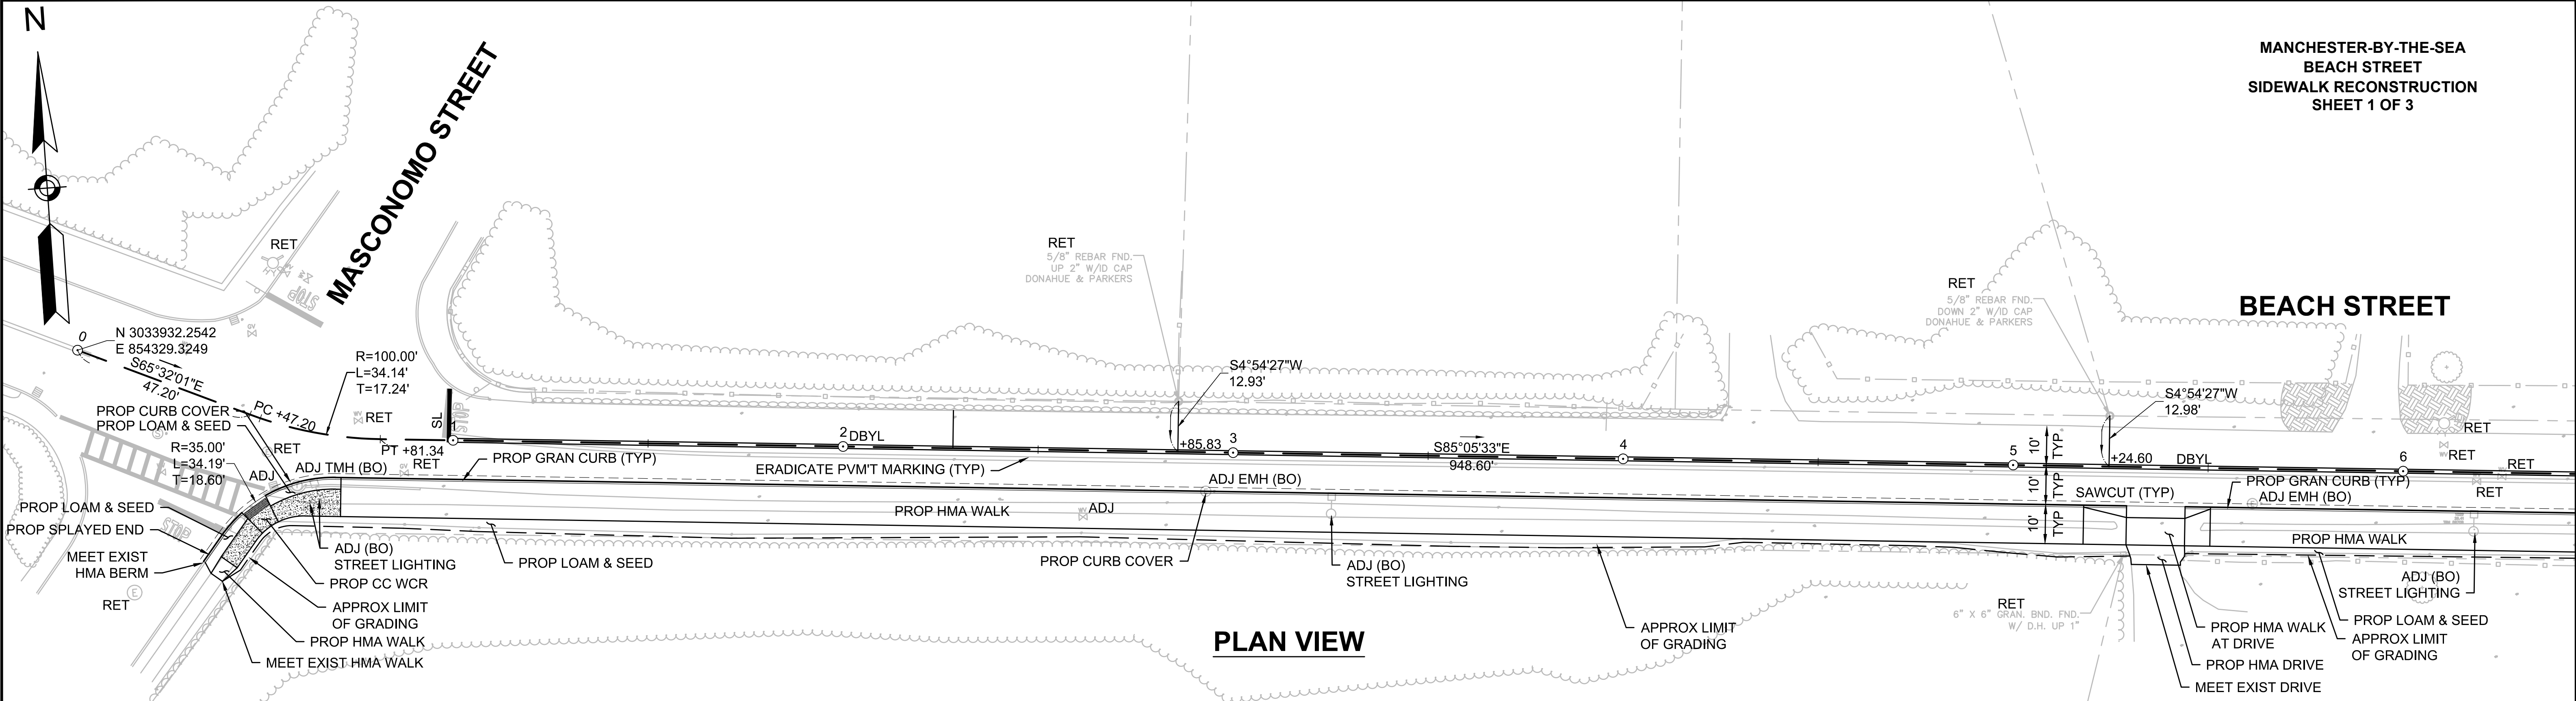 N
MASCONOMO STREET
MANCHESTER-BY-THE-SEA
BEACH STREET
SIDEWALK RECONSTRUCTION
SHEET 1 OF 3
BEACH STREET
RET
STOP
GV
0
N 3033932.2542
E 854329.3249
S65°32'01"E
47.20'
PC +47.20
R=100.00'
L=34.14'
T=17.24'
RET
PT +81.34
RET
SL
STOP
1
PROP CURB COVER
PROP LOAM & SEED
R=35.00'
L=34.19'
T=18.60'
RET
ADJ
ADJ TMH (BO)
PROP LOAM & SEED
PROP SPLAYED END
MEET EXIST
HMA BERM
RET
E
S
STOP
ADJ (BO)
STREET LIGHTING
PROP CC WCR
APPROX LIMIT
OF GRADING
PROP HMA WALK
MEET EXIST HMA WALK
PROP GRAN CURB (TYP)
PROP LOAM & SEED
2
DBYL
ERADICATE PVM'T MARKING (TYP)
PROP HMA WALK
ADJ
RET
5/8" REBAR FND.
UP 2" W/ID CAP
DONAHUE & PARKERS
S4°54'27"W
12.93'
+85.83
3
ADJ EMH (BO)
PROP CURB COVER
ADJ (BO)
STREET LIGHTING
S85°05'33"E
948.60'
4
APPROX LIMIT
OF GRADING
PLAN VIEW
5
RET
5/8" REBAR FND.
DOWN 2" W/ID CAP
DONAHUE & PARKERS
S4°54'27"W
12.98'
+24.60
DBYL
6
10'
TYP
10'
TYP
10'
TYP
SAWCUT (TYP)
PROP GRAN CURB (TYP)
ADJ EMH (BO)
RET
RET
RET
RET
PROP HMA WALK
ADJ (BO)
STREET LIGHTING
RET
6" X 6" GRAN. BND. FND.
W/ D.H. UP 1"
PROP HMA WALK
AT DRIVE
PROP HMA DRIVE
MEET EXIST DRIVE
PROP LOAM & SEED
APPROX LIMIT
OF GRADING